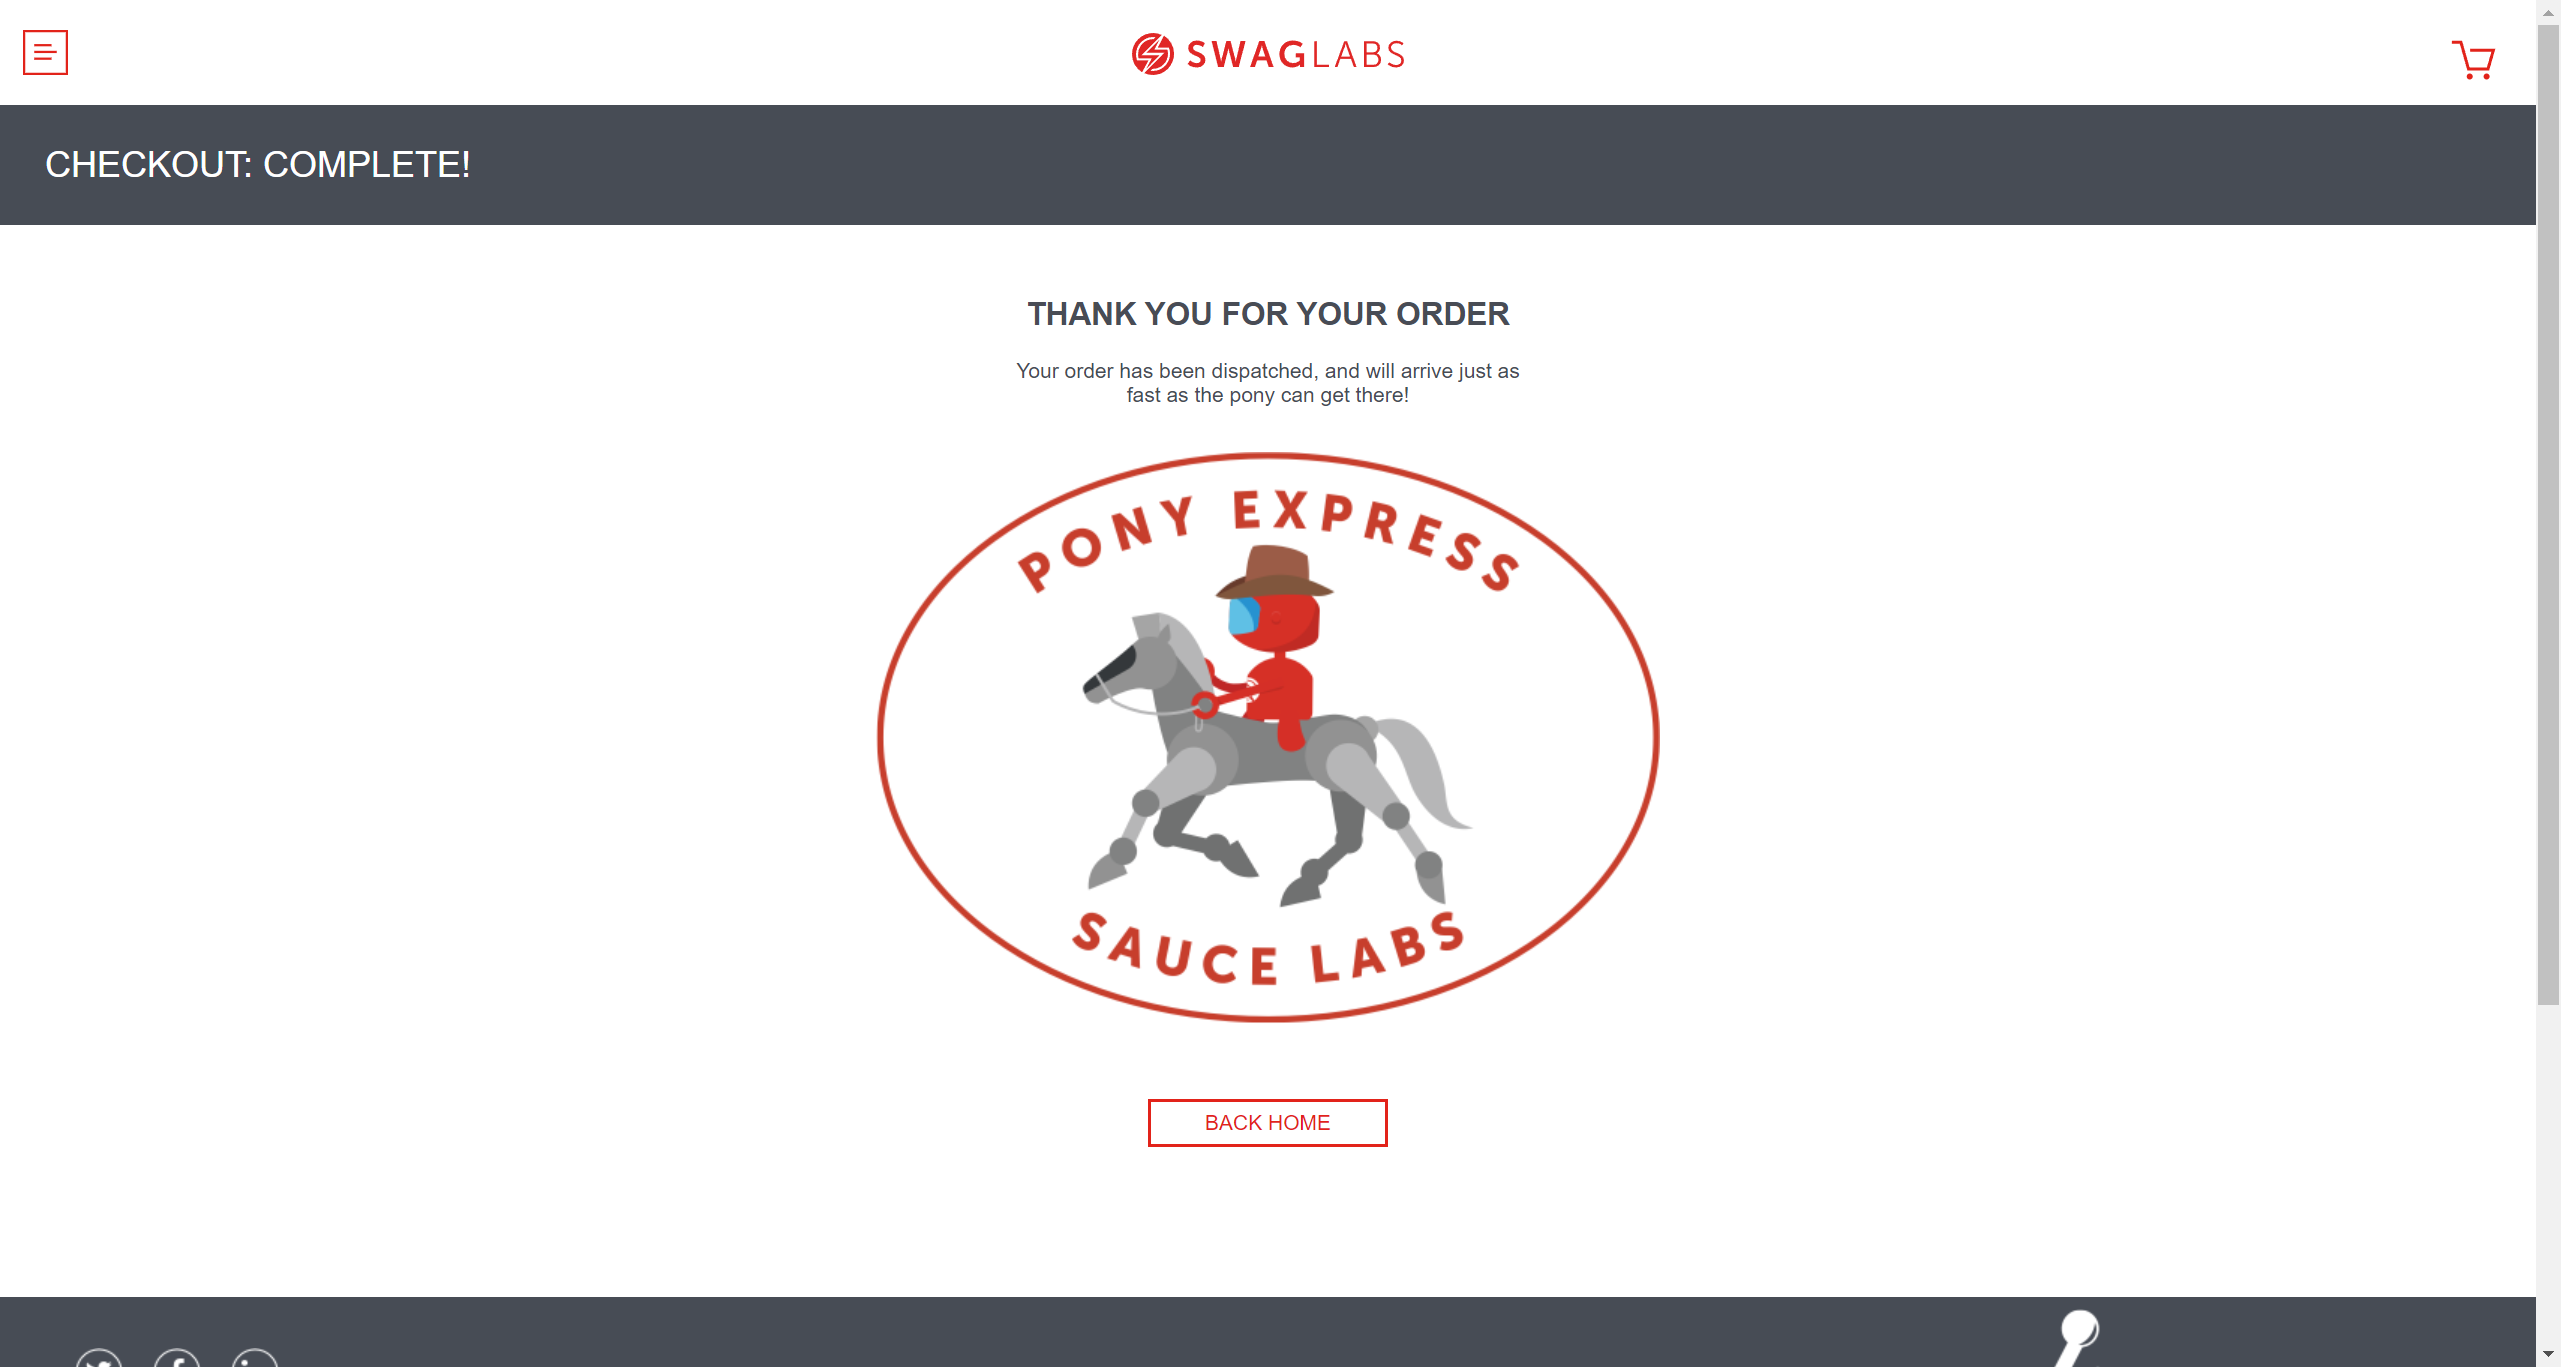 SWAGLABS
CHECKOUT: COMPLETE!
THANK YOU FOR YOUR ORDER
Your order has been dispatched, and will arrive just as
fast as the pony can get there!
PONY EXPRESS
SAUCE LABS
BACK HOME